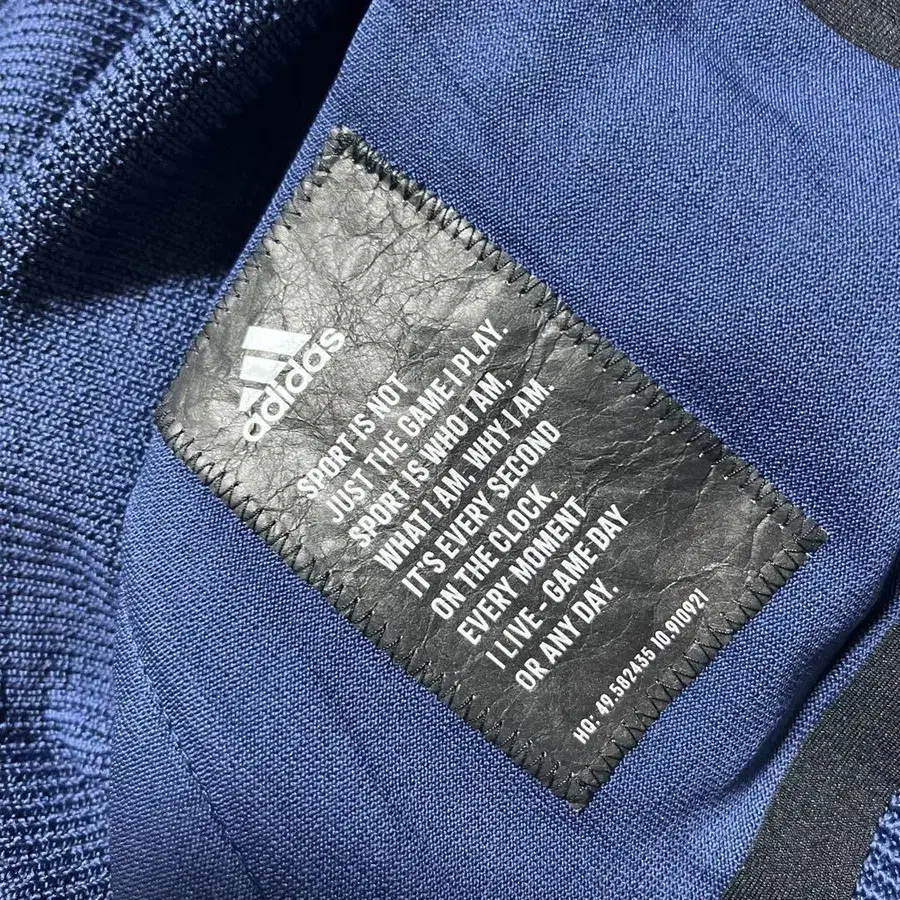 adidas
SPORT IS NOT
JUST THE GAME I PLAY.
SPORT IS WHO I AM,
WHAT I AM, WHY I AM.
IT'S EVERY SECOND
ON THE CLOCK,
EVERY MOMENT
I LIVE - GAME DAY
OR ANY DAY.
HQ: 49.582435 10.910921